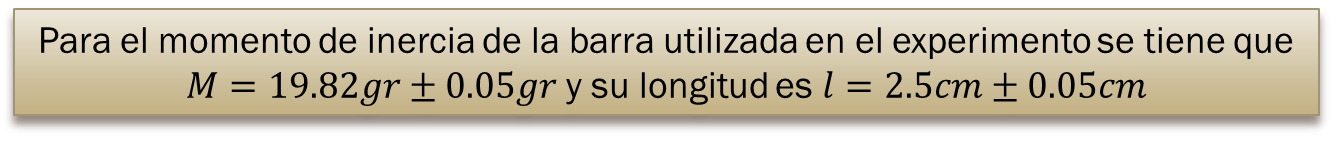 Para el momento de inercia de la barra utilizada en el experimento se tiene que
M = 19.82gr ± 0.05gr y su longitud es l = 2.5cm ± 0.05cm